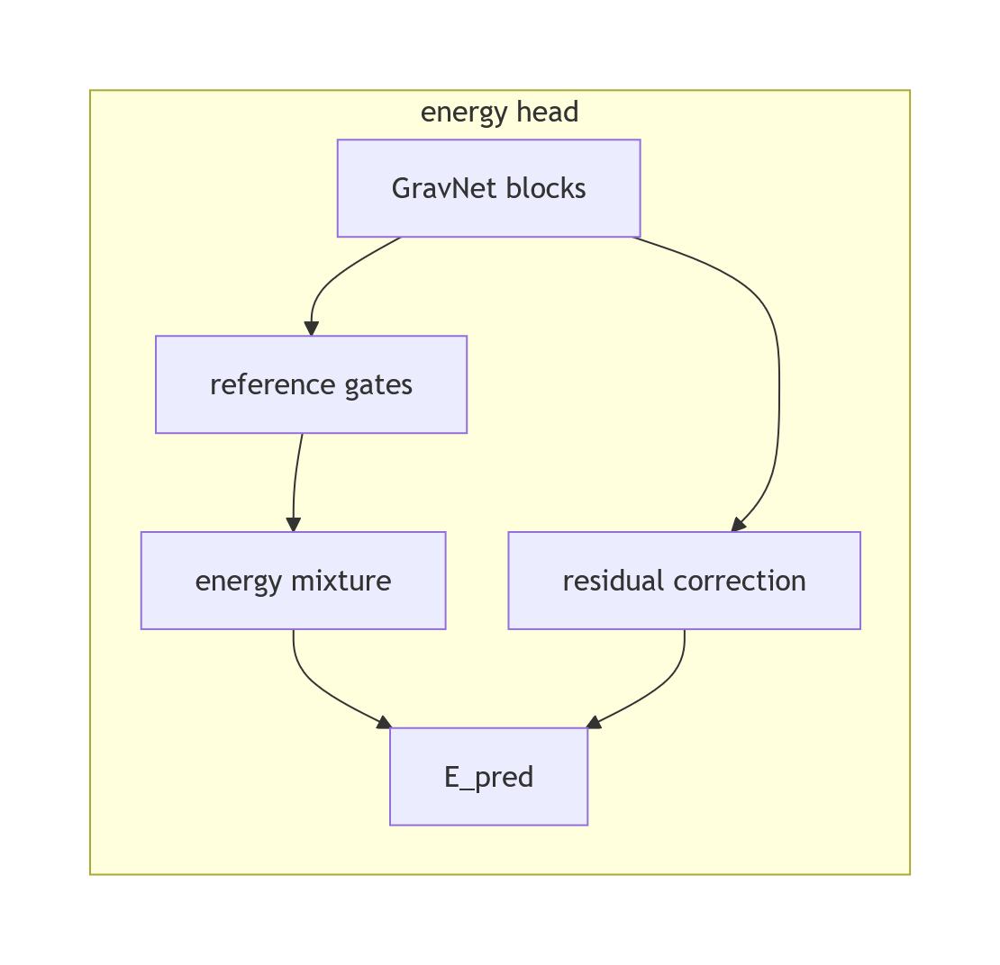 energy head
GravNet blocks
reference gates
energy mixture
residual correction
E_pred